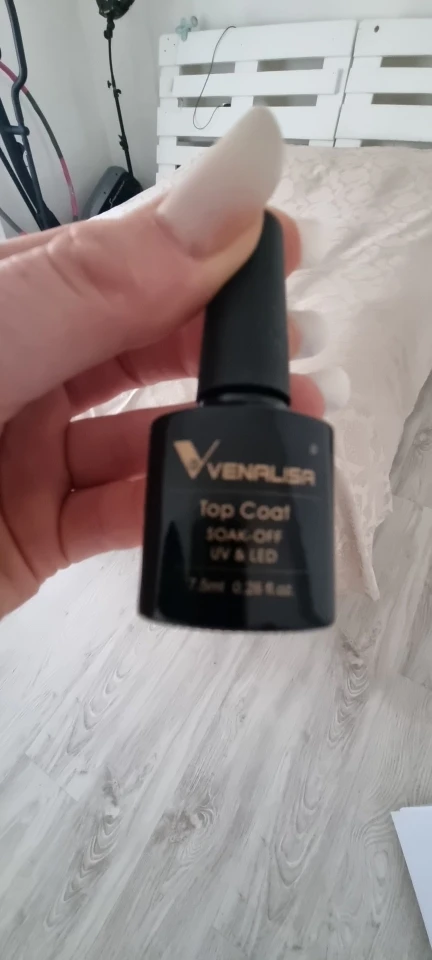 VENALISA
Top Coat
SOAK-OFF
UV & LED
7.5ml 0.26 fl.oz